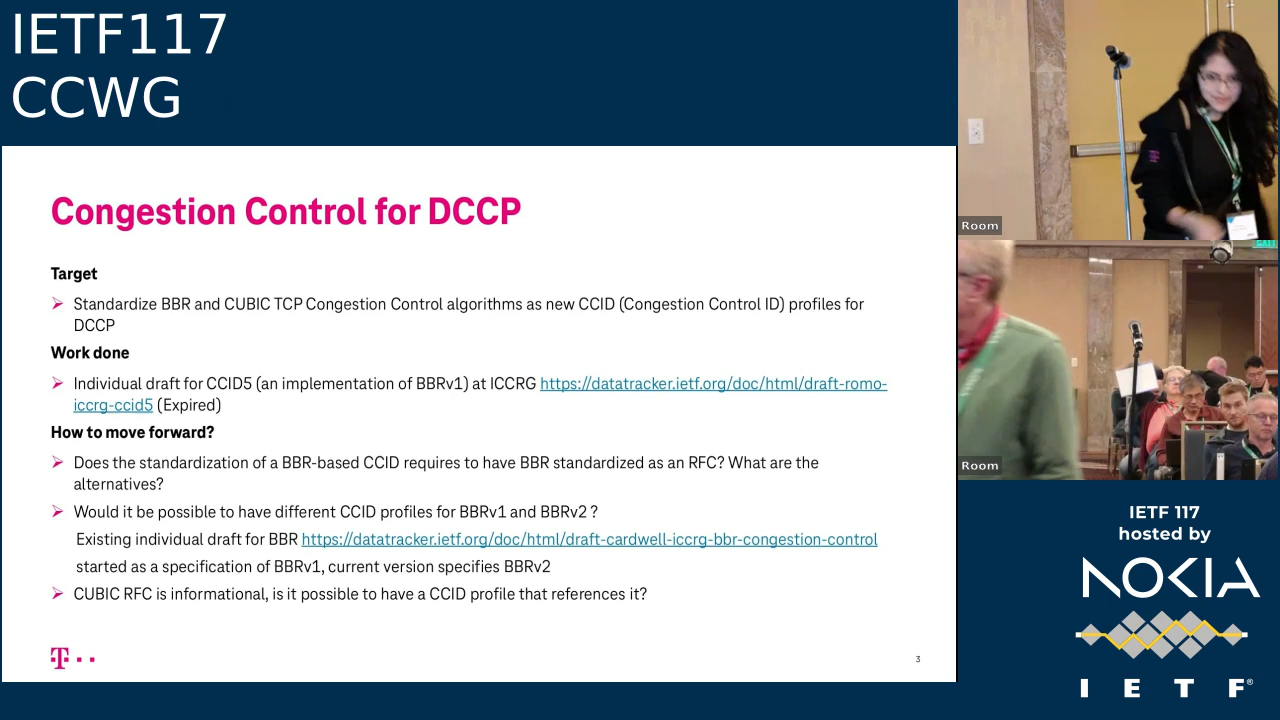 IETF117
CCWG
Congestion Control for DCCP
Target
➢ Standardize BBR and CUBIC TCP Congestion Control algorithms as new CCID (Congestion Control ID) profiles for
DCCP
Work done
➢ Individual draft for CCID5 (an implementation of BBRv1) at ICCRG https://datatracker.ietf.org/doc/html/draft-romo-
iccrg-ccid5 (Expired)
How to move forward?
➢ Does the standardization of a BBR-based CCID requires to have BBR standardized as an RFC? What are the
alternatives?
➢ Would it be possible to have different CCID profiles for BBRv1 and BBRv2 ?
Existing individual draft for BBR https://datatracker.ietf.org/doc/html/draft-cardwell-iccrg-bbr-congestion-control
started as a specification of BBRv1, current version specifies BBRv2
➢ CUBIC RFC is informational, is it possible to have a CCID profile that references it?
T
3
Room
EXIT
Room
IETF 117
hosted by
NOKIA
I E T F®